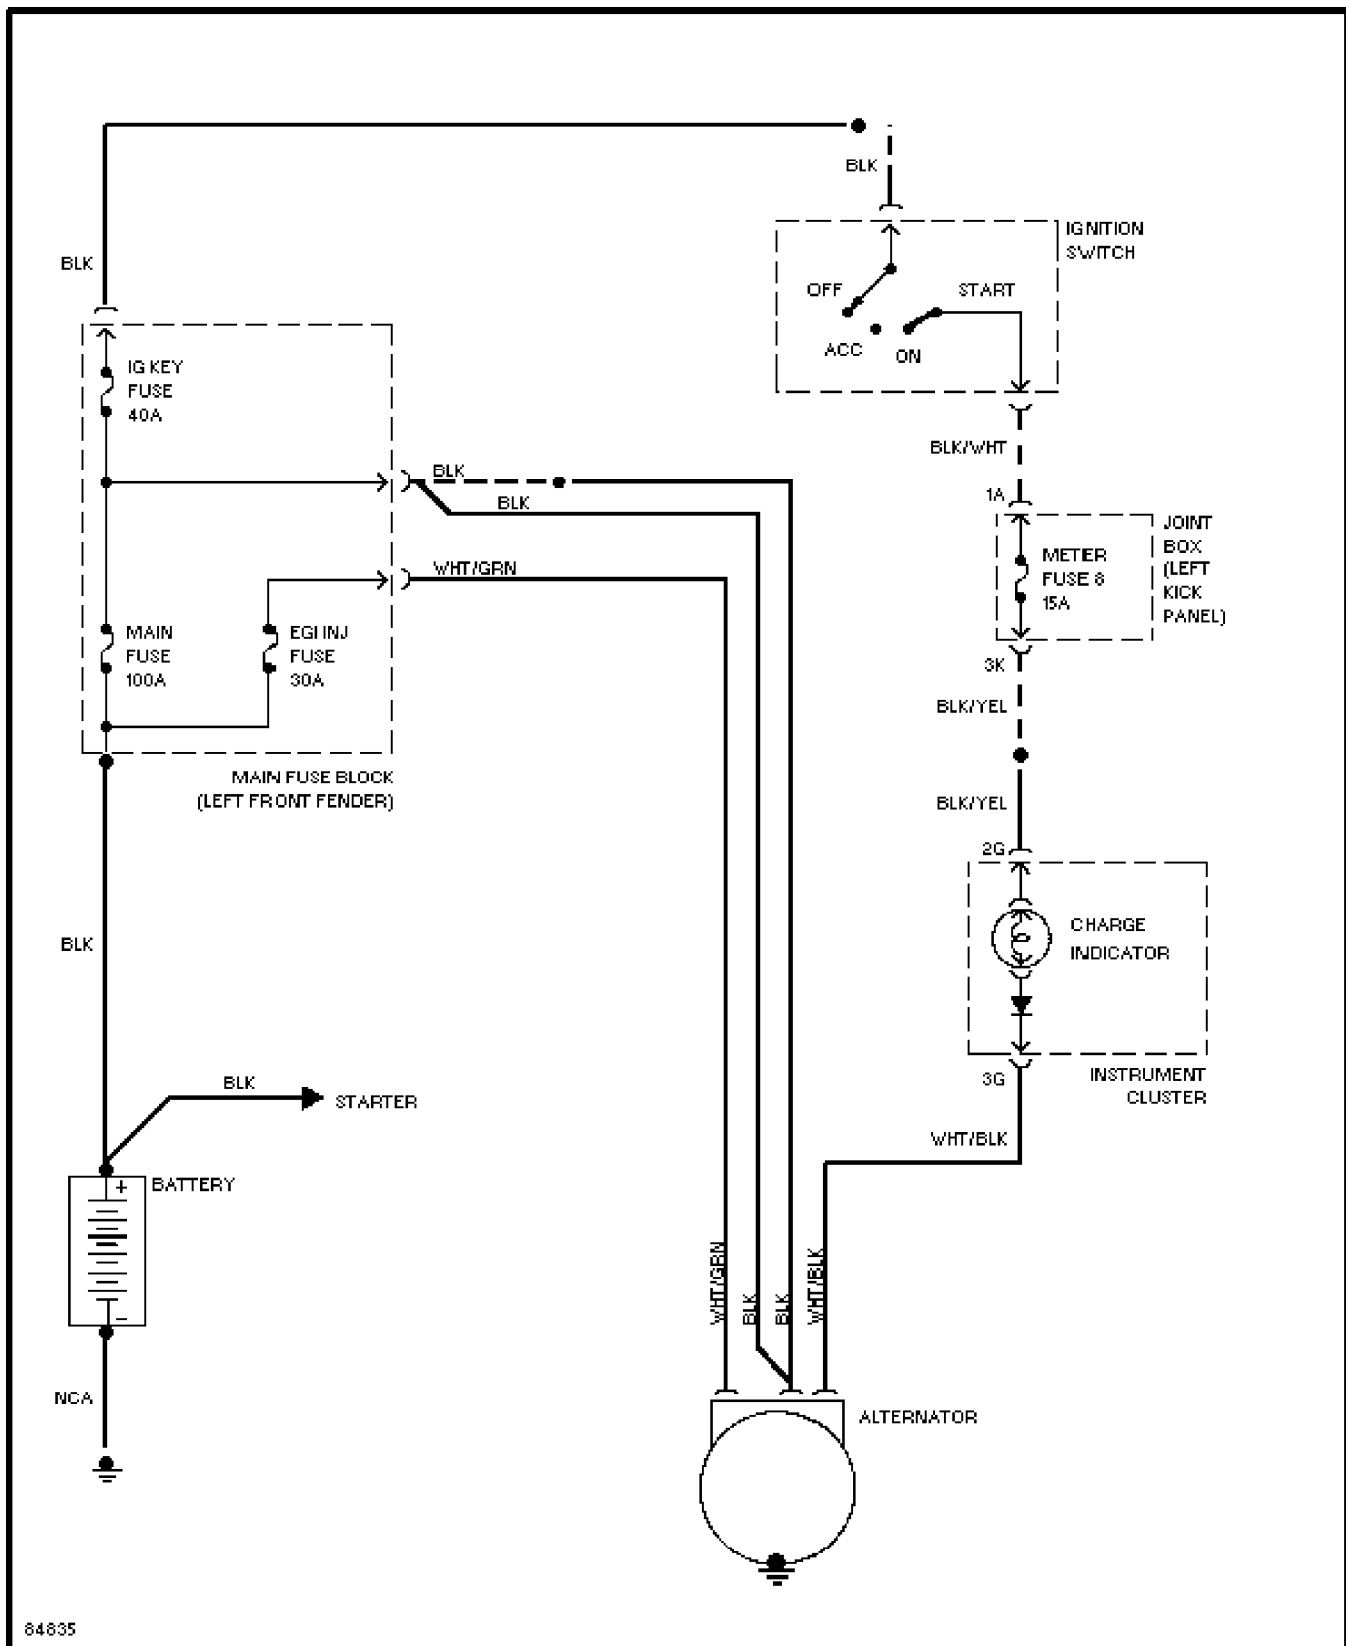 BLK
IGNITION
SWITCH
BLK
OFF
START
ACC
ON
IG KEY
FUSE
40A
BLK/WHT
BLK
1A
BLK
JOINT
BOX
(LEFT
KICK
PANEL)
METER
FUSE 8
15A
WHT/GRN
MAIN
FUSE
100A
EGI INJ
FUSE
30A
3K
BLK/YEL
MAIN FUSE BLOCK
(LEFT FRONT FENDER)
BLK/YEL
2G
CHARGE
INDICATOR
BLK
INSTRUMENT
CLUSTER
3G
BLK
STARTER
WHT/BLK
BATTERY
+
-
WHT/GRN
BLK
BLK
WHT/BLK
NCA
ALTERNATOR
84835